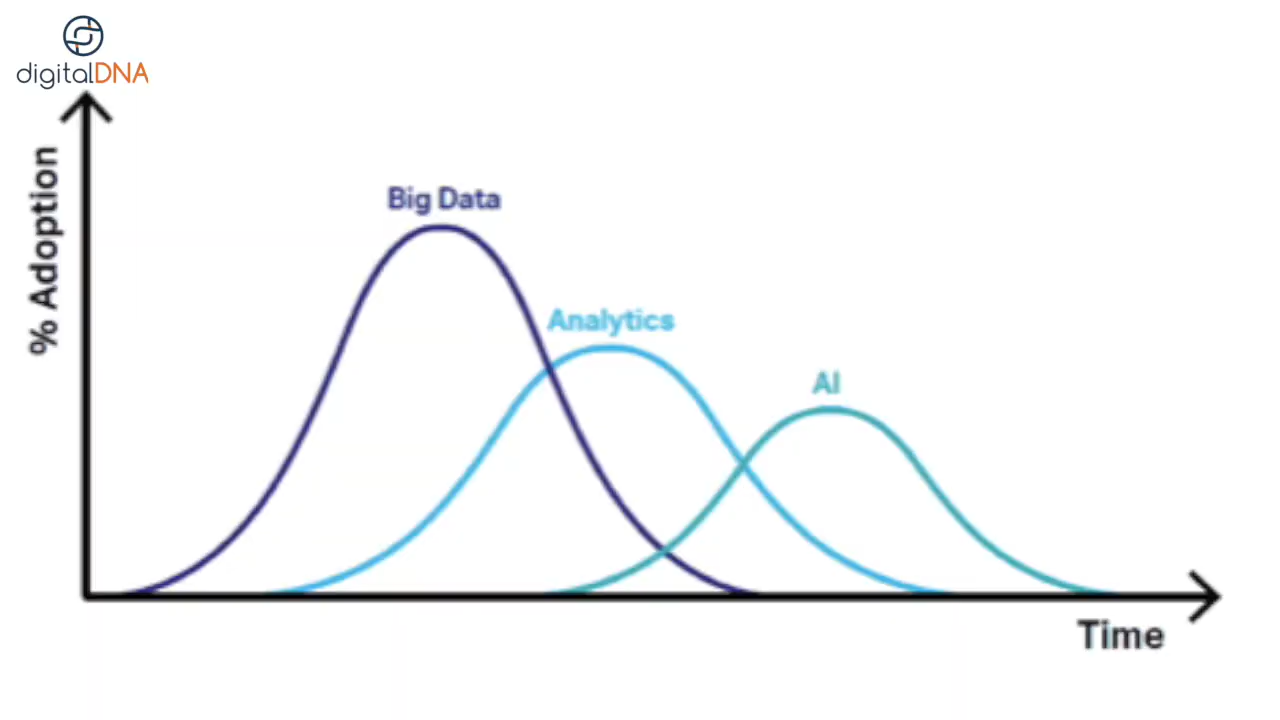 digitalDNA
% Adoption
Big Data
Analytics
AI
Time